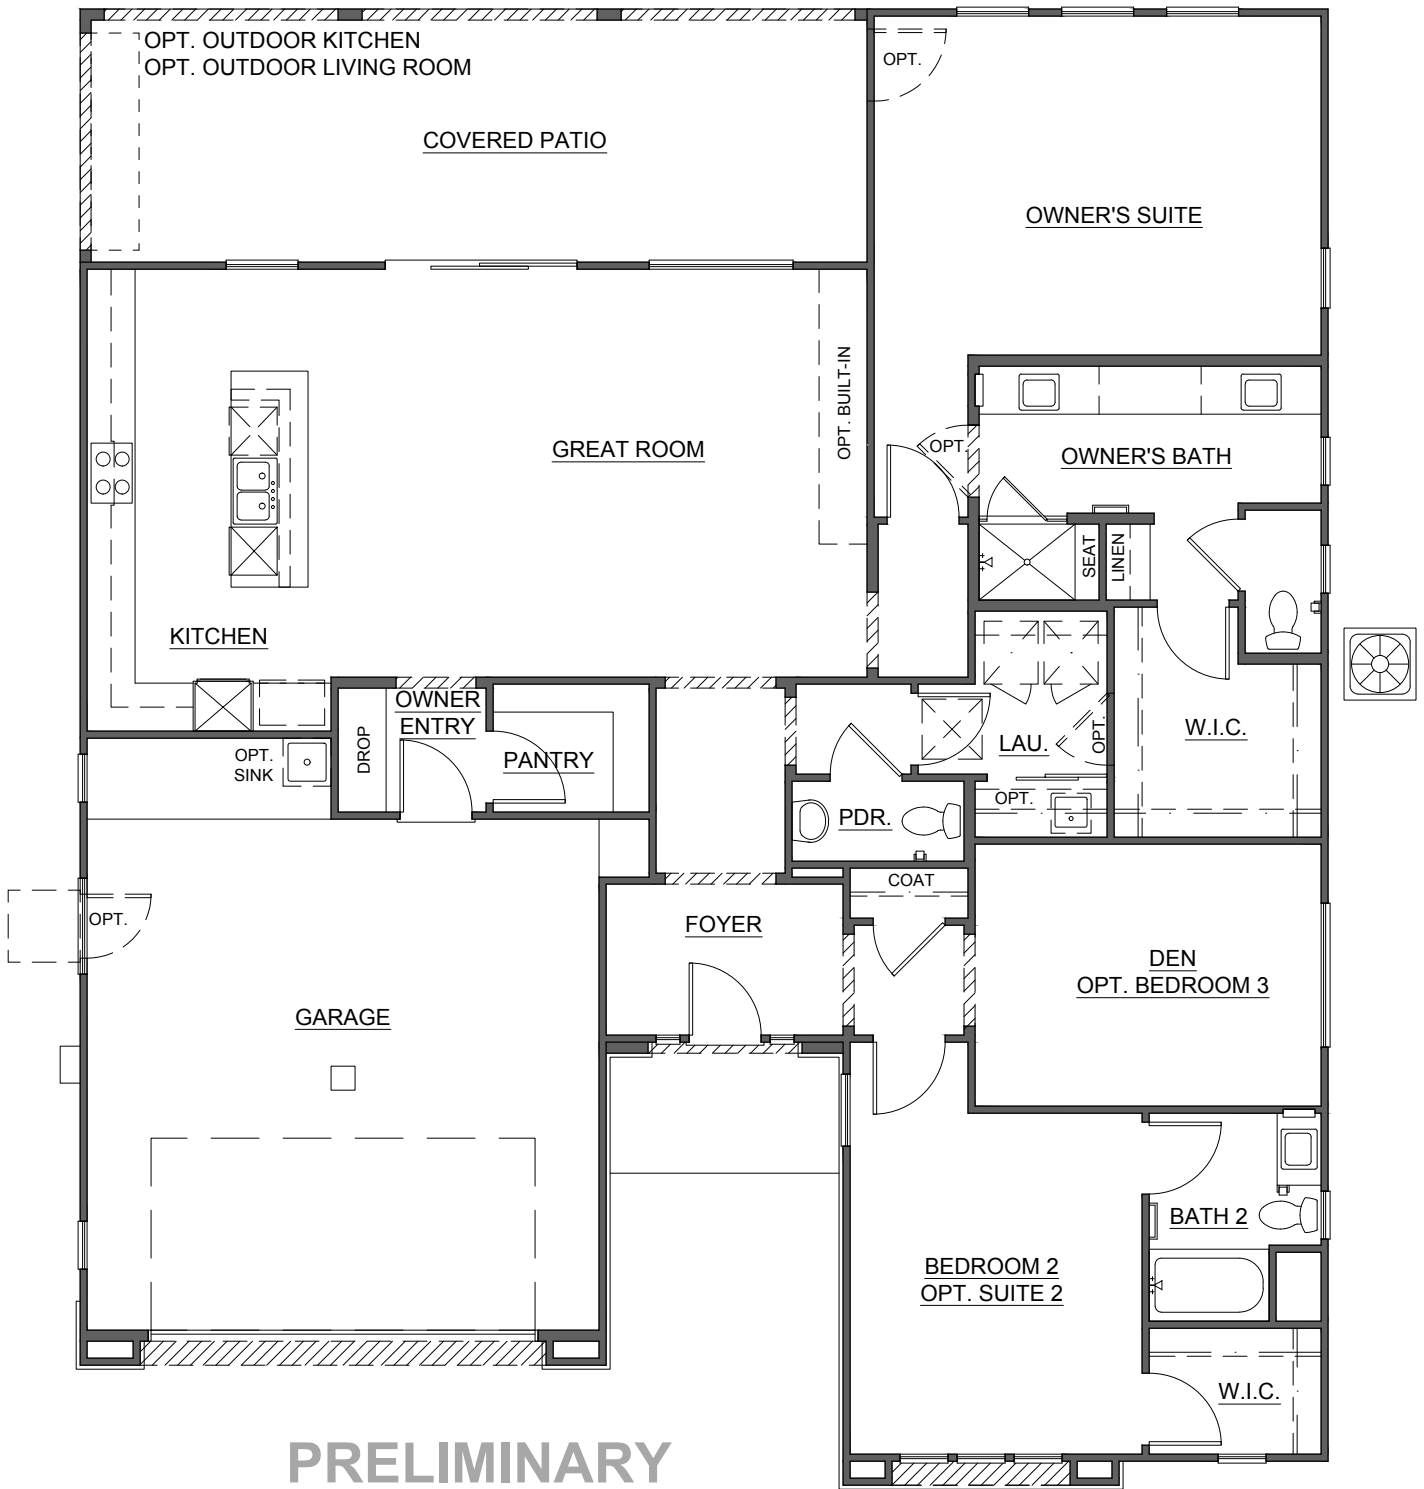 OPT. OUTDOOR KITCHEN
OPT. OUTDOOR LIVING ROOM
OPT.
COVERED PATIO
OWNER'S SUITE
OPT. BUILT-IN
GREAT ROOM
OPT.
OWNER'S BATH
SEAT
LINEN
KITCHEN
OWNER
ENTRY
DROP
PANTRY
OPT.
SINK
LAU.
OPT.
W.I.C.
OPT.
PDR.
COAT
OPT.
FOYER
DEN
OPT. BEDROOM 3
GARAGE
BATH 2
BEDROOM 2
OPT. SUITE 2
W.I.C.
PRELIMINARY